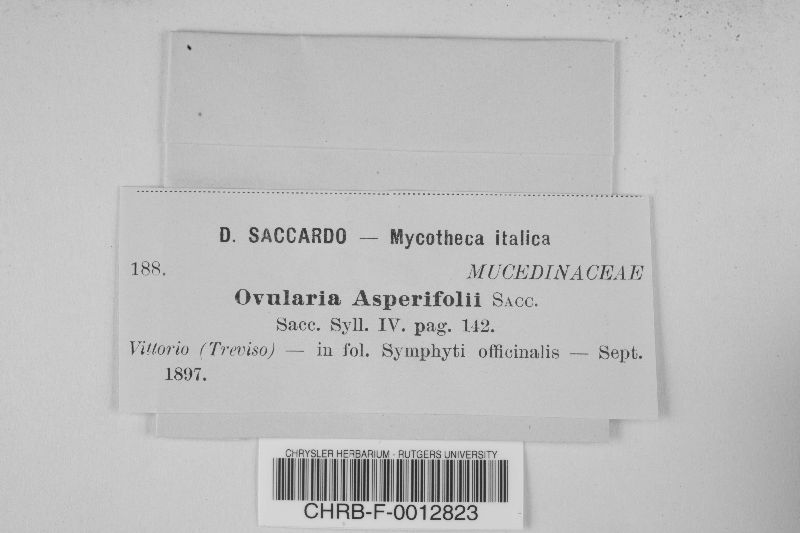 D. SACCARDO — Mycotheca italica
188.
MUCEDINACEAE
Ovularia Asperifolii SACC.
Sacc. Syll. IV. pag. 142.
Vittorio (Treviso) — in fol. Symphyti officinalis — Sept.
1897.
CHRYSLER HERBARIUM - RUTGERS UNIVERSITY
CHRB-F-0012823